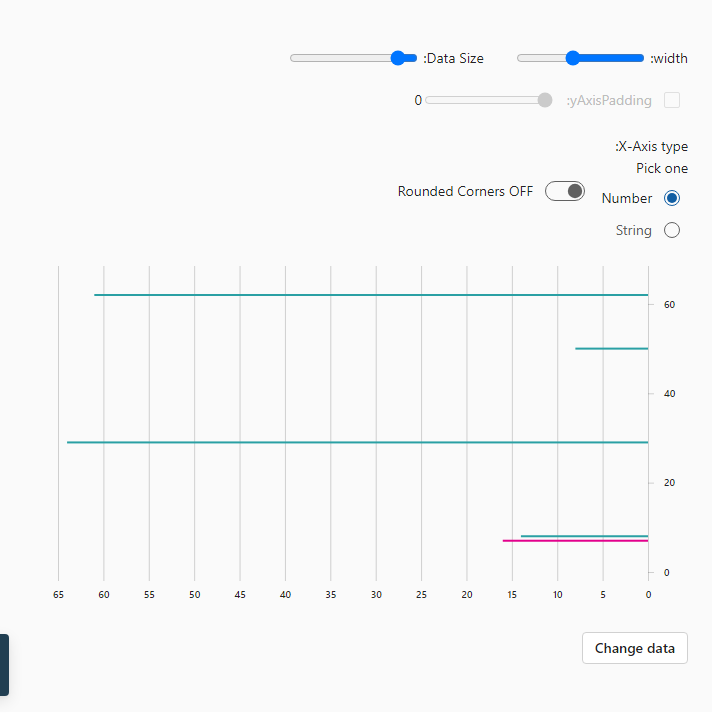 :width
:Data Size
:yAxisPadding
0
:X-Axis type
Pick one
Number
Rounded Corners OFF
String
60
40
20
0
65 60 55 50 45 40 35 30 25 20 15 10 5 0
Change data